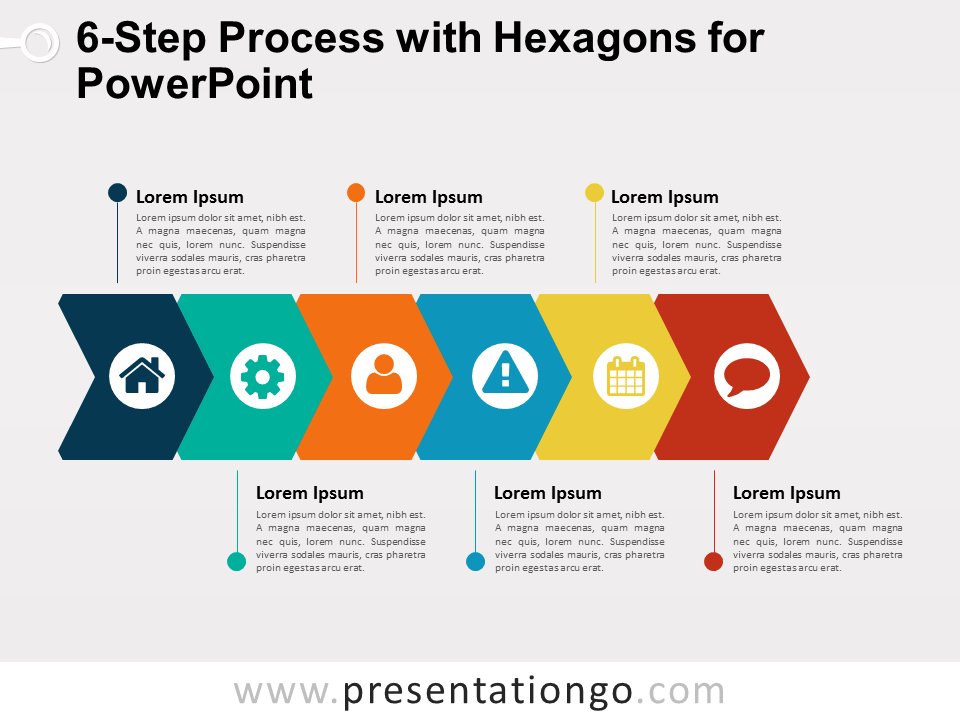 6-Step Process with Hexagons for
PowerPoint
Lorem Ipsum
Lorem ipsum dolor sit amet, nibh est.
A magna maecenas, quam magna
nec quis, lorem nunc. Suspendisse
viverra sodales mauris, cras pharetra
proin egestas arcu erat.
Lorem Ipsum
Lorem ipsum dolor sit amet, nibh est.
A magna maecenas, quam magna
nec quis, lorem nunc. Suspendisse
viverra sodales mauris, cras pharetra
proin egestas arcu erat.
Lorem Ipsum
Lorem ipsum dolor sit amet, nibh est.
A magna maecenas, quam magna
nec quis, lorem nunc. Suspendisse
viverra sodales mauris, cras pharetra
proin egestas arcu erat.
Lorem Ipsum
Lorem ipsum dolor sit amet, nibh est.
A magna maecenas, quam magna
nec quis, lorem nunc. Suspendisse
viverra sodales mauris, cras pharetra
proin egestas arcu erat.
Lorem Ipsum
Lorem ipsum dolor sit amet, nibh est.
A magna maecenas, quam magna
nec quis, lorem nunc. Suspendisse
viverra sodales mauris, cras pharetra
proin egestas arcu erat.
Lorem Ipsum
Lorem ipsum dolor sit amet, nibh est.
A magna maecenas, quam magna
nec quis, lorem nunc. Suspendisse
viverra sodales mauris, cras pharetra
proin egestas arcu erat.
www.presentationgo.com